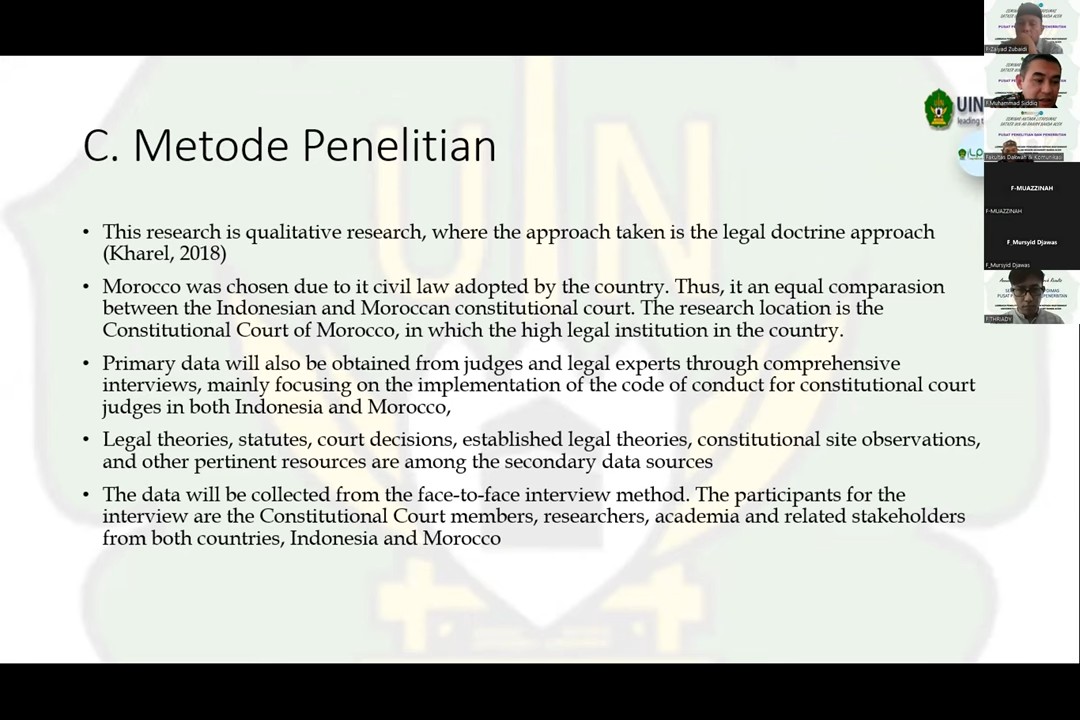 C. Metode Penelitian
UIN
• This research is qualitative research, where the approach taken is the legal doctrine approach
(Kharel, 2018)
• Morocco was chosen due to it civil law adopted by the country. Thus, it an equal comparasion
between the Indonesian and Moroccan constitutional court. The research location is the
Constitutional Court of Morocco, in which the high legal institution in the country.
• Primary data will also be obtained from judges and legal experts through comprehensive
interviews, mainly focusing on the implementation of the code of conduct for constitutional court
judges in both Indonesia and Morocco,
• Legal theories, statutes, court decisions, established legal theories, constitutional site observations,
and other pertinent resources are among the secondary data sources
• The data will be collected from the face-to-face interview method. The participants for the
interview are the Constitutional Court members, researchers, academia and related stakeholders
from both countries, Indonesia and Morocco
UIN
leading t
F-Zaiyad Zubaidi
F-Muhammad Siddiq
PUSAT PENELITIAN DAN PENERBITAN
Fakultas Dakwah & Komunikasi
F-MUAZZINAH
F-MUAZZINAH
F_Mursyid Djawas
F_Mursyid Djawas